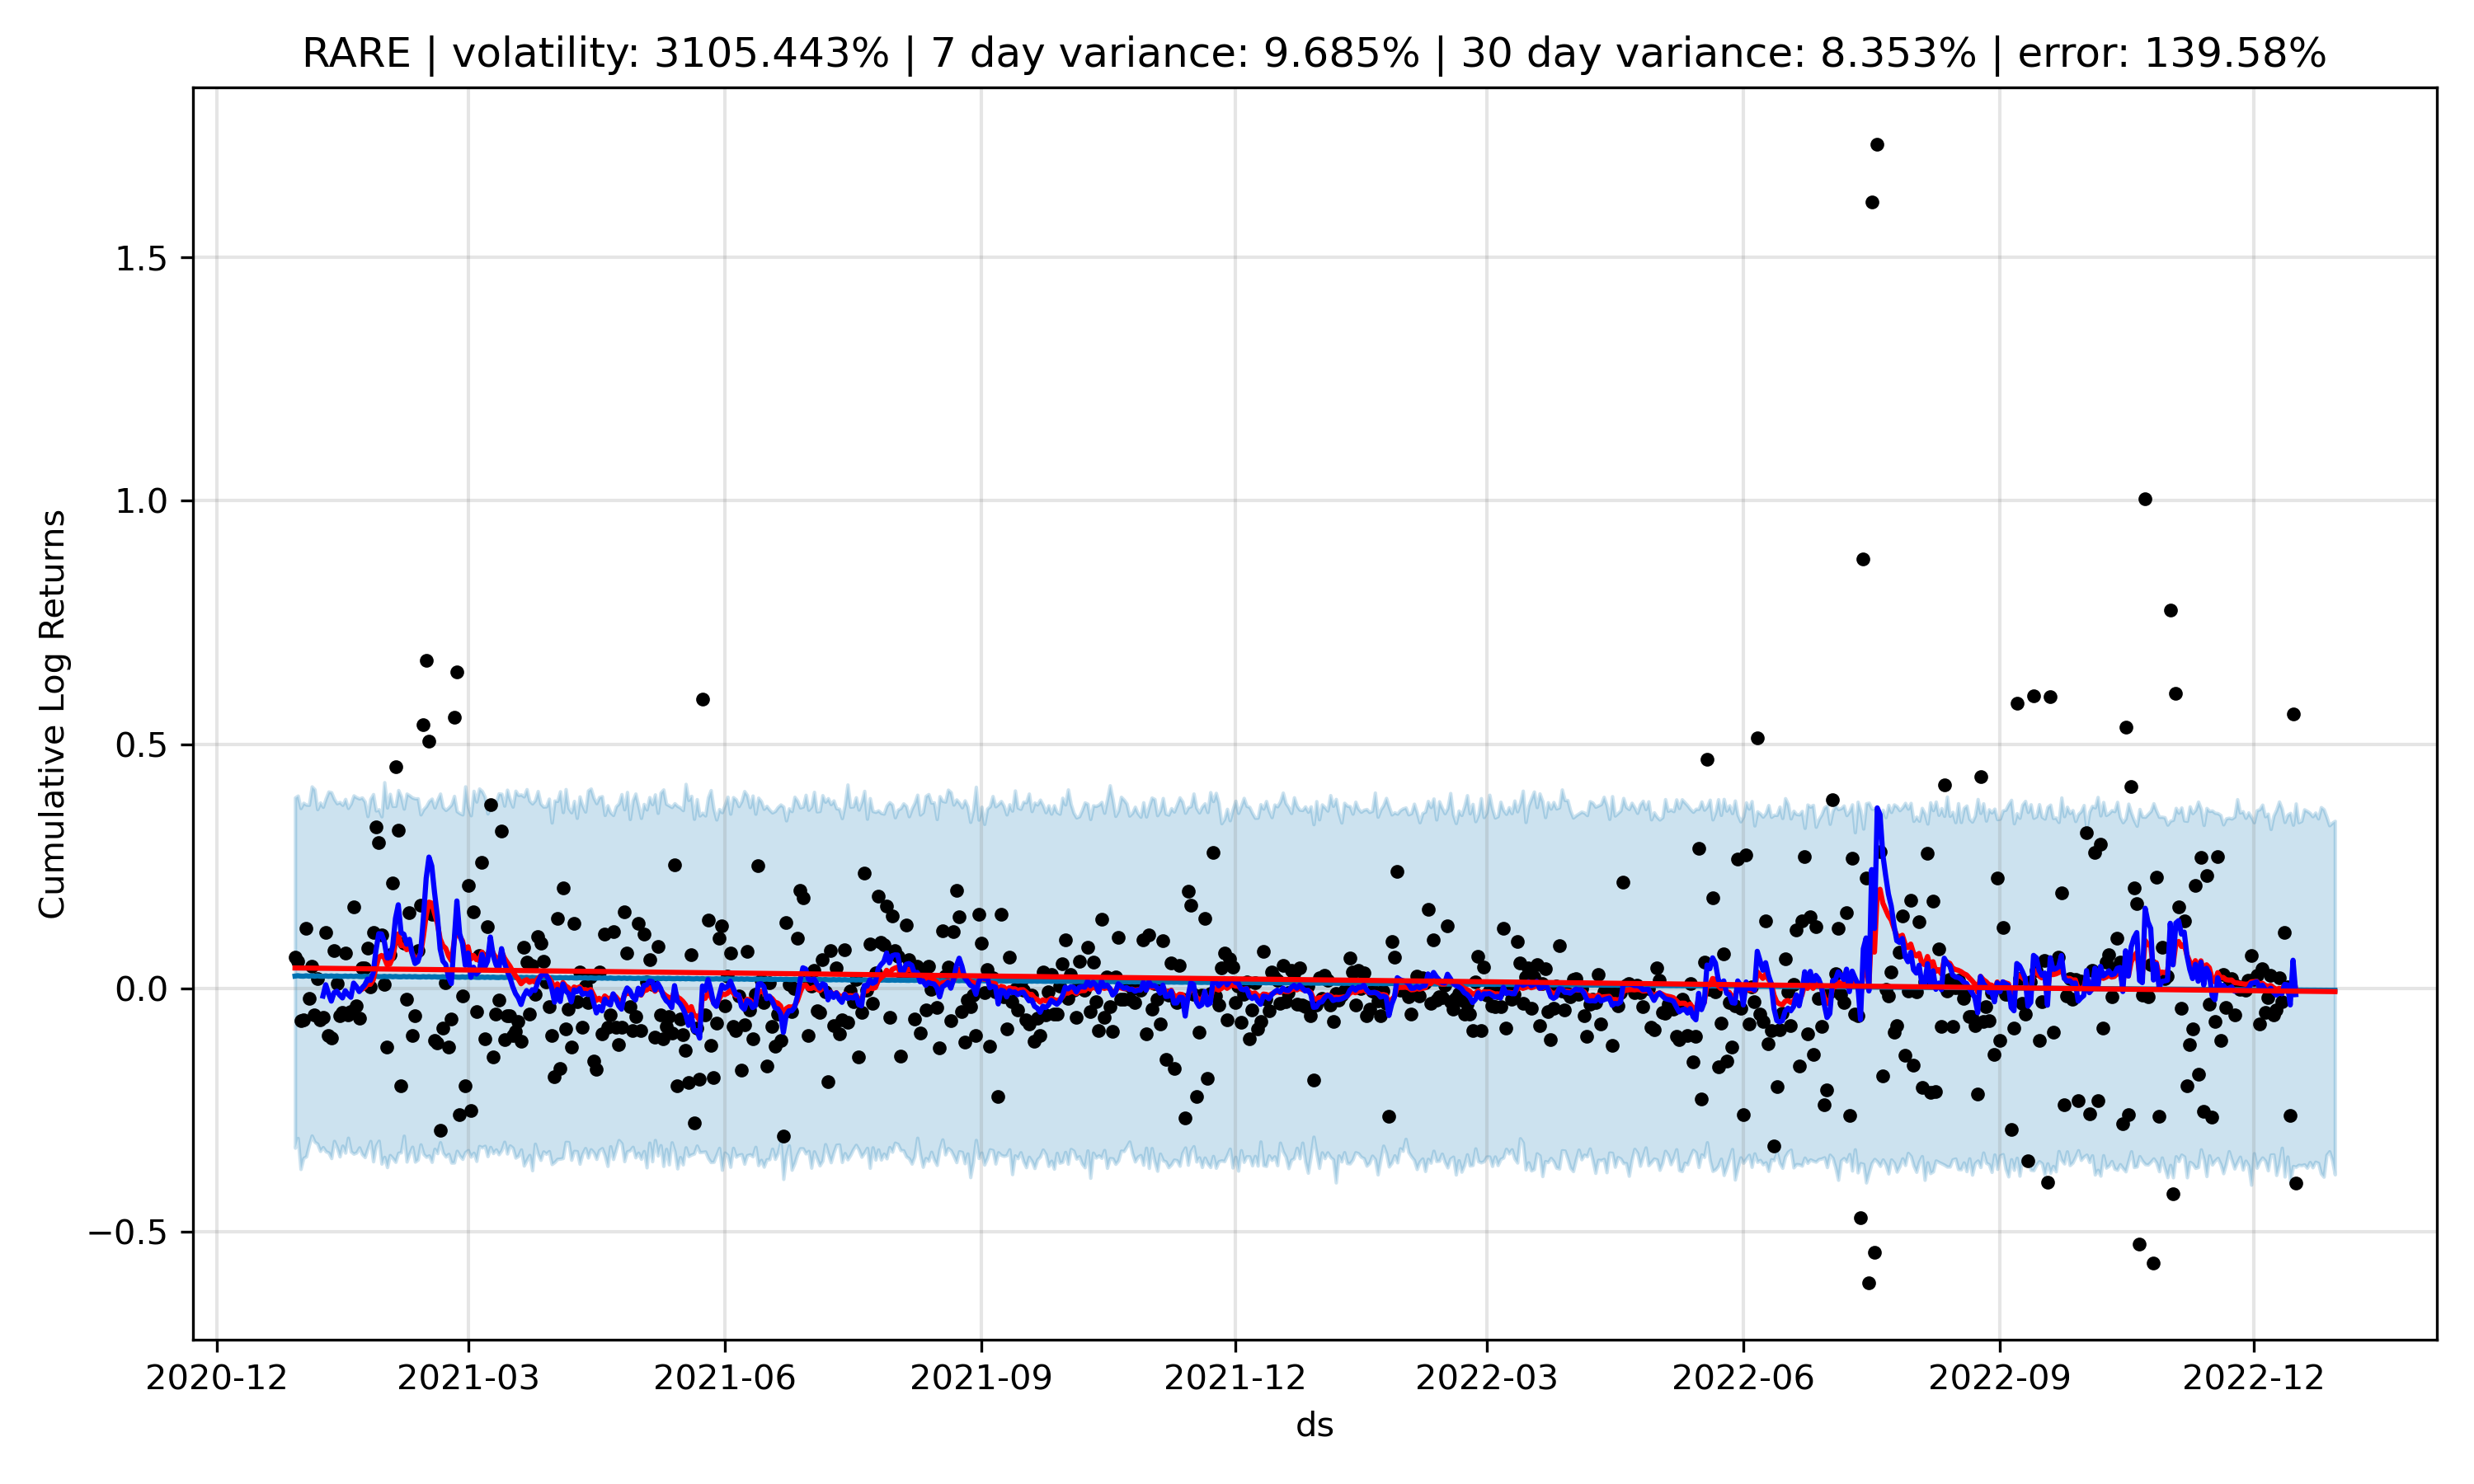 RARE | volatility: 3105.443% | 7 day variance: 9.685% | 30 day variance: 8.353% | error: 139.58%
Cumulative Log Returns
1.5
1.0
0.5
0.0
−0.5
2020-12 2021-03 2021-06 2021-09 2021-12 2022-03 2022-06 2022-09 2022-12
ds